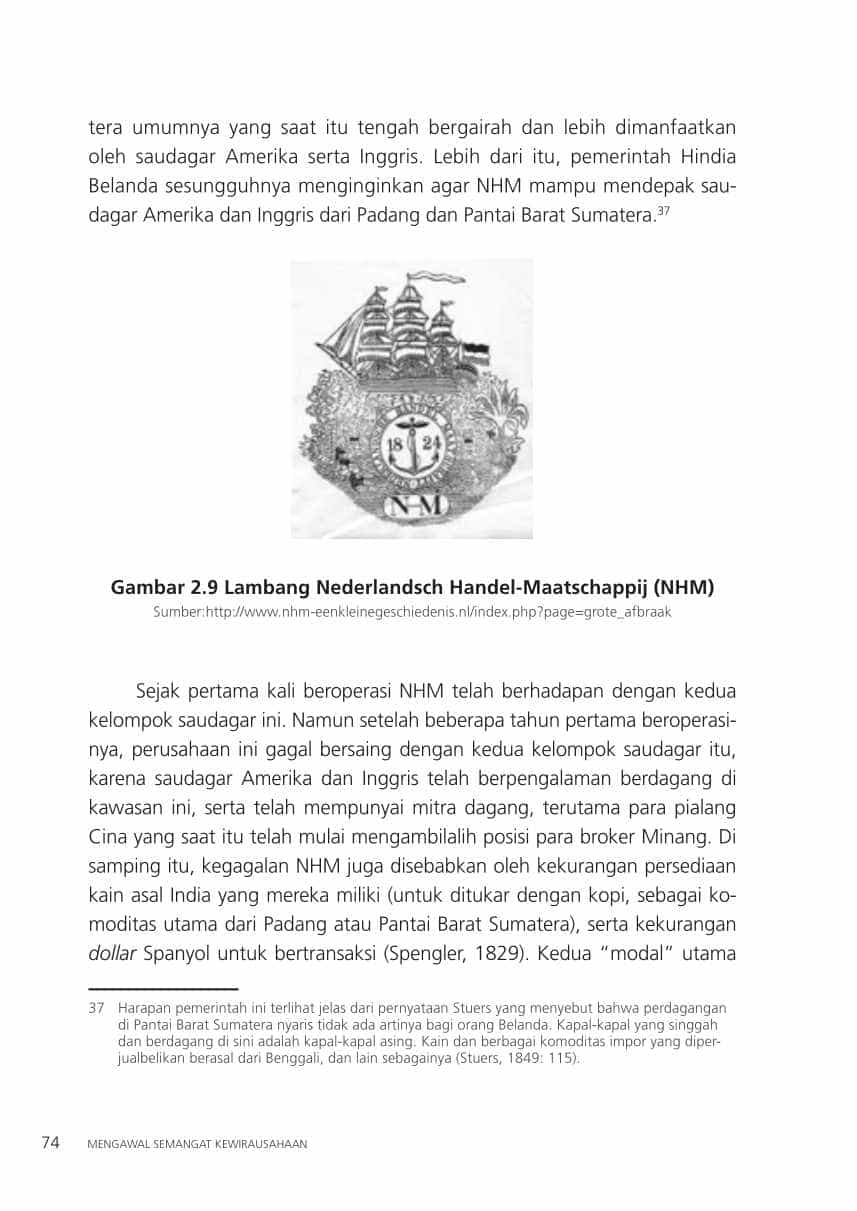 tera umumnya yang saat itu tengah bergairah dan lebih dimanfaatkan
oleh saudagar Amerika serta Inggris. Lebih dari itu, pemerintah Hindia
Belanda sesungguhnya menginginkan agar NHM mampu mendepak sau-
dagar Amerika dan Inggris dari Padang dan Pantai Barat Sumatera.37
18 24
N-M
Gambar 2.9 Lambang Nederlandsch Handel-Maatschappij (NHM)
Sumber:http://www.nhm-eenkleinegeschiedenis.nl/index.php?page=grote_afbraak
Sejak pertama kali beroperasi NHM telah berhadapan dengan kedua
kelompok saudagar ini. Namun setelah beberapa tahun pertama beroperasi-
nya, perusahaan ini gagal bersaing dengan kedua kelompok saudagar itu,
karena saudagar Amerika dan Inggris telah berpengalaman berdagang di
kawasan ini, serta telah mempunyai mitra dagang, terutama para pialang
Cina yang saat itu telah mulai mengambilalih posisi para broker Minang. Di
samping itu, kegagalan NHM juga disebabkan oleh kekurangan persediaan
kain asal India yang mereka miliki (untuk ditukar dengan kopi, sebagai ko-
moditas utama dari Padang atau Pantai Barat Sumatera), serta kekurangan
dollar Spanyol untuk bertransaksi (Spengler, 1829). Kedua “modal” utama
37 Harapan pemerintah ini terlihat jelas dari pernyataan Stuers yang menyebut bahwa perdagangan
di Pantai Barat Sumatera nyaris tidak ada artinya bagi orang Belanda. Kapal-kapal yang singgah
dan berdagang di sini adalah kapal-kapal asing. Kain dan berbagai komoditas impor yang diper-
jualbelikan berasal dari Benggali, dan lain sebagainya (Stuers, 1849: 115).
74 MENGAWAL SEMANGAT KEWIRAUSAHAAN